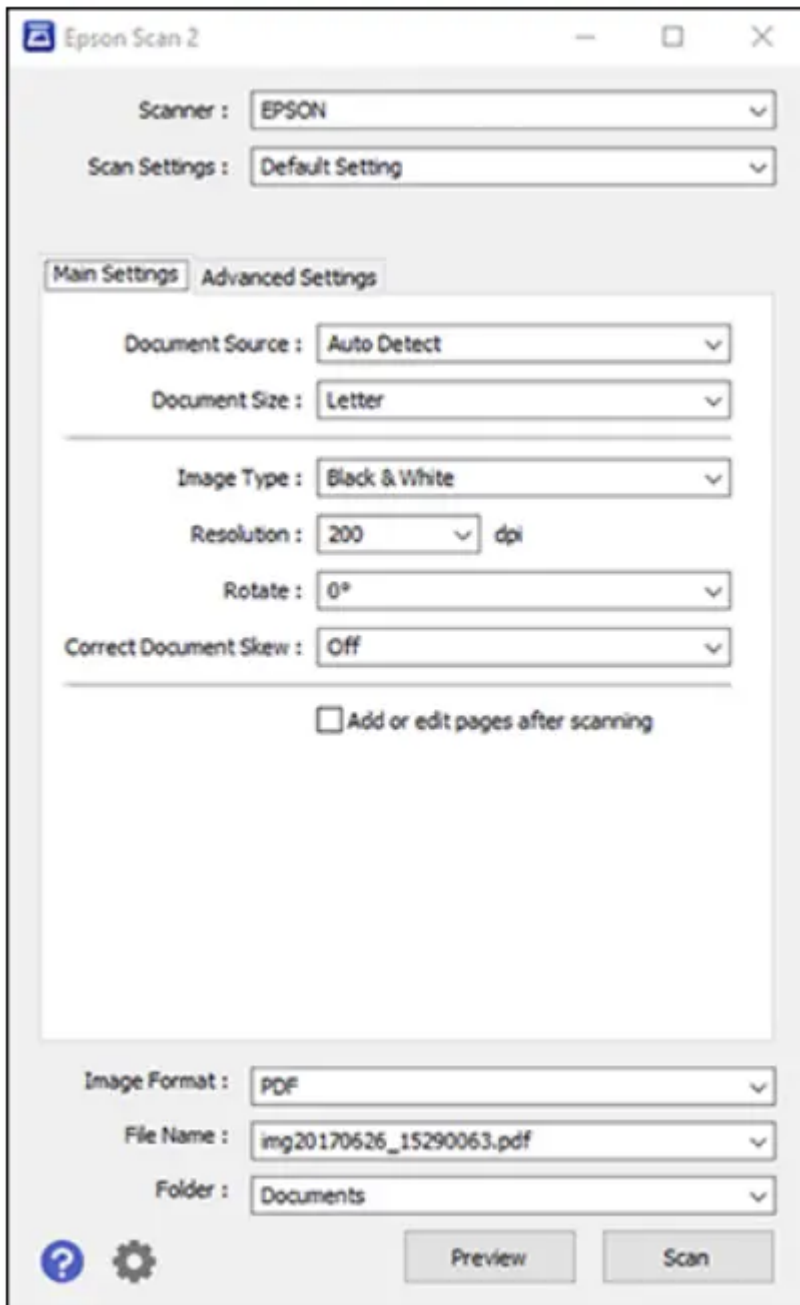 Epson Scan 2
Scanner : EPSON
Scan Settings : Default Setting
Main Settings Advanced Settings
Document Source : Auto Detect
Document Size : Letter
Image Type : Black & White
Resolution : 200 dpi
Rotate : 0°
Correct Document Skew : Off
Add or edit pages after scanning
Image Format : PDF
File Name : img20170626_15290063.pdf
Folder : Documents
? Preview Scan